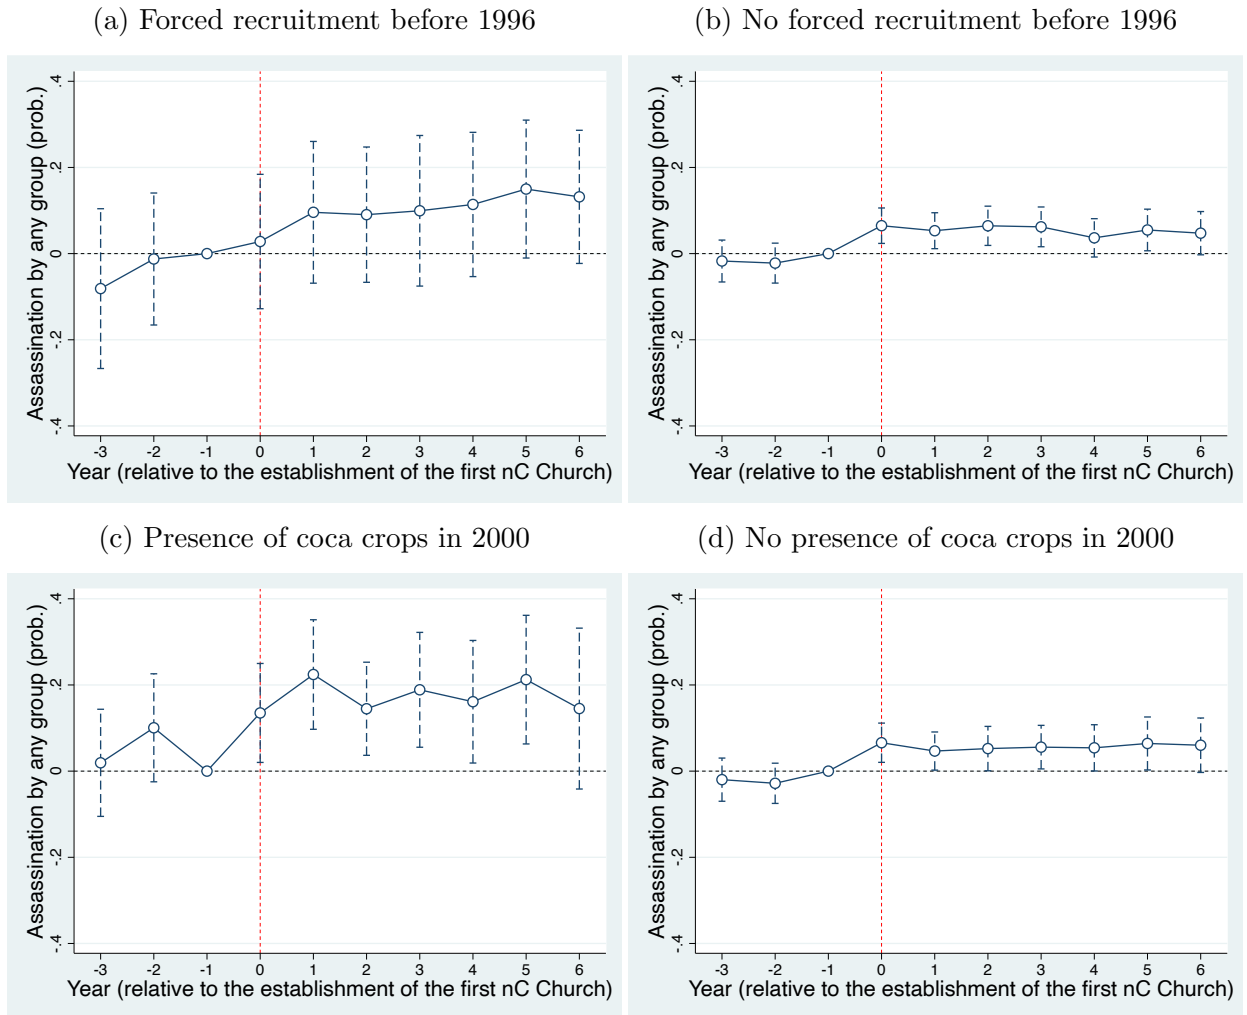 (a) Forced recruitment before 1996
Assassination by any group (prob.)
.4
.2
0
-.2
-.4
-3 -2 -1 0 1 2 3 4 5 6
Year (relative to the establishment of the first nC Church)
(b) No forced recruitment before 1996
Assassination by any group (prob.)
.4
.2
0
-.2
-.4
-3 -2 -1 0 1 2 3 4 5 6
Year (relative to the establishment of the first nC Church)
(c) Presence of coca crops in 2000
Assassination by any group (prob.)
.4
.2
0
-.2
-.4
-3 -2 -1 0 1 2 3 4 5 6
Year (relative to the establishment of the first nC Church)
(d) No presence of coca crops in 2000
Assassination by any group (prob.)
.4
.2
0
-.2
-.4
-3 -2 -1 0 1 2 3 4 5 6
Year (relative to the establishment of the first nC Church)